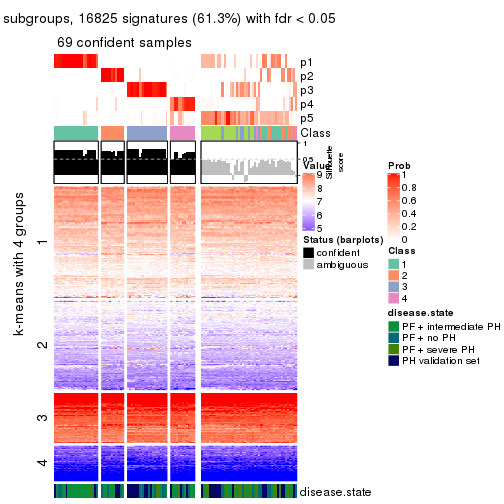 subgroups, 16825 signatures (61.3%) with fdr < 0.05
69 confident samples
p1
p2
p3
p4
p5
Class
1
0.5
Silhouette
score
k-means with 4 groups
1
2
3
4
disease.state
Value
9
8
7
6
5
Status (barplots)
confident
ambiguous
Prob
1
0.8
0.6
0.4
0.2
0
Class
1
2
3
4
disease.state
PF + intermediate PH
PF + no PH
PF + severe PH
PH validation set